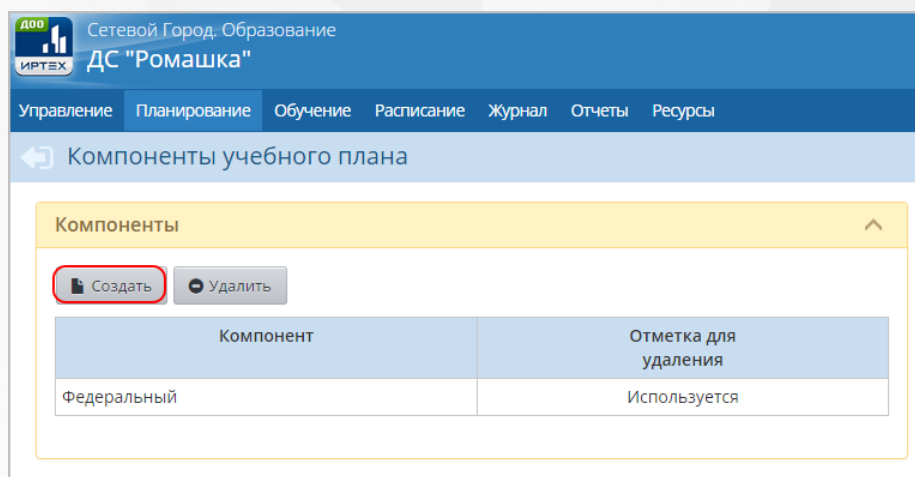 ДОО
ИРТЕХ
Сетевой Город. Образование
ДС "Ромашка"
Управление Планирование Обучение Расписание Журнал Отчеты Ресурсы
Компоненты учебного плана
Компоненты
Создать Удалить
Компонент Отметка для
удаления
Федеральный Используется